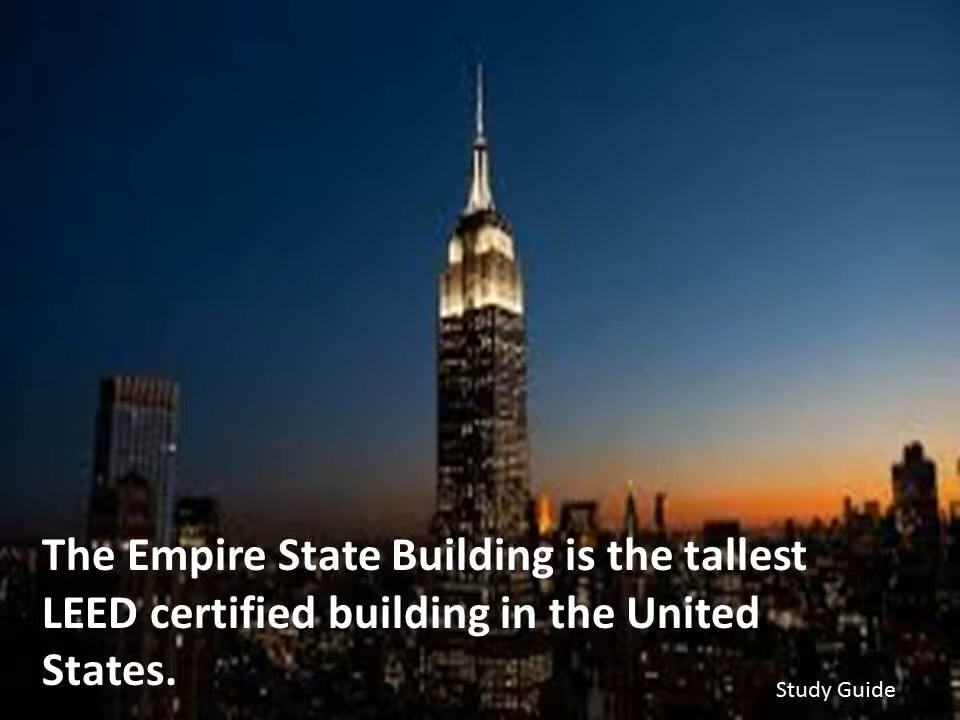 The Empire State Building is the tallest
LEED certified building in the United
States.
Study Guide